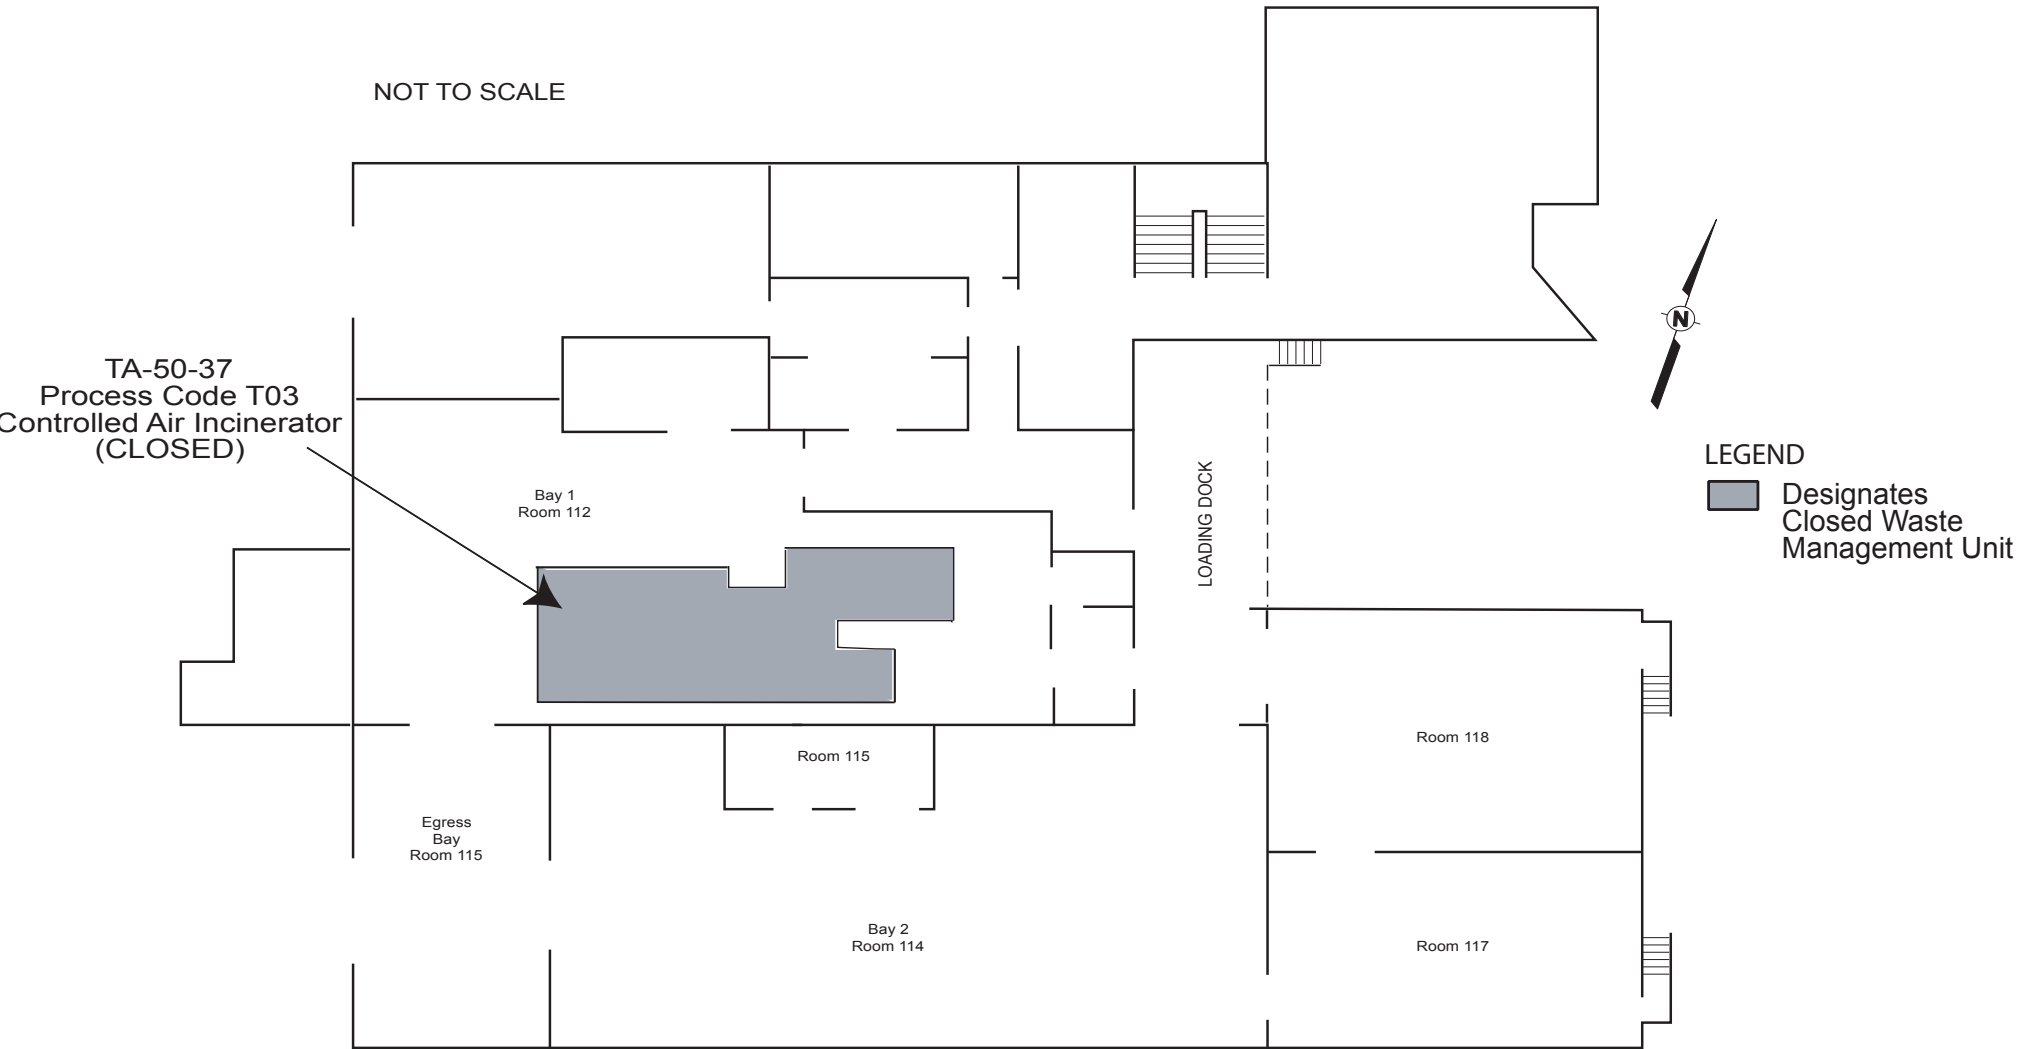 NOT TO SCALE
TA-50-37
Process Code T03
Controlled Air Incinerator
(CLOSED)
Bay 1
Room 112
LOADING DOCK
N
LEGEND
Designates
Closed Waste
Management Unit
Room 115
Room 118
Egress
Bay
Room 115
Bay 2
Room 114
Room 117